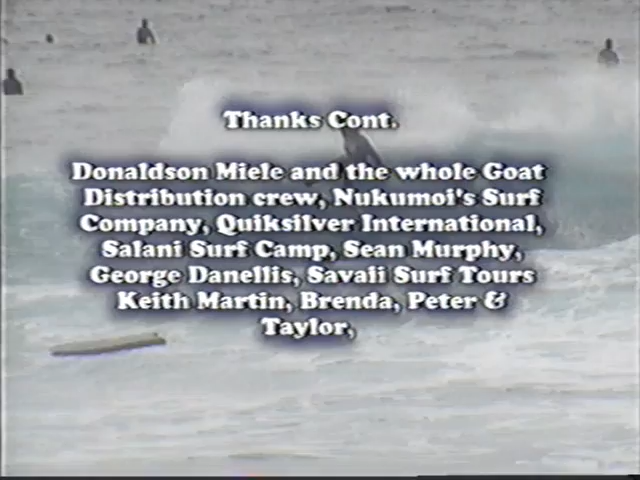 Thanks Cont.
Donaldson Miele and the whole Goat
Distribution crew, Nukumoi's Surf
Company, Quiksilver International,
Salani Surf Camp, Sean Murphy,
George Danellis, Savaii Surf Tours
Keith Martin, Brenda, Peter &
Taylor,